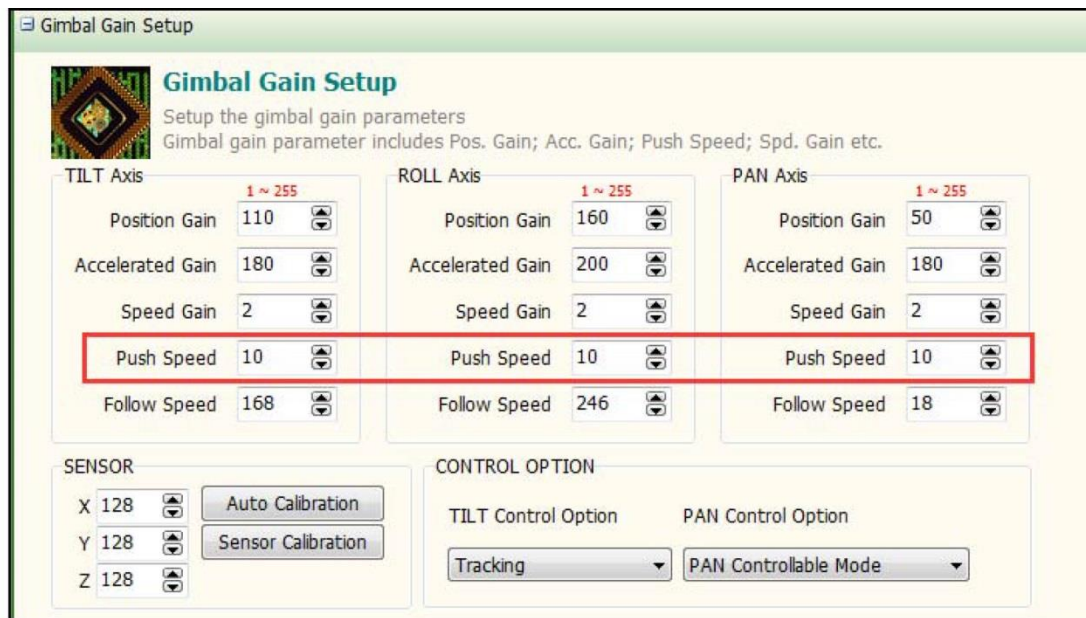 Gimbal Gain Setup
Gimbal Gain Setup
Setup the gimbal gain parameters
Gimbal gain parameter includes Pos. Gain; Acc. Gain; Push Speed; Spd. Gain etc.
TILT Axis
1 ~ 255
Position Gain 110
Accelerated Gain 180
Speed Gain 2
Push Speed 10
Follow Speed 168
ROLL Axis
1 ~ 255
Position Gain 160
Accelerated Gain 200
Speed Gain 2
Push Speed 10
Follow Speed 246
PAN Axis
1 ~ 255
Position Gain 50
Accelerated Gain 180
Speed Gain 2
Push Speed 10
Follow Speed 18
SENSOR
X 128
Y 128
Z 128
Auto Calibration
Sensor Calibration
CONTROL OPTION
TILT Control Option
Tracking
PAN Control Option
PAN Controllable Mode